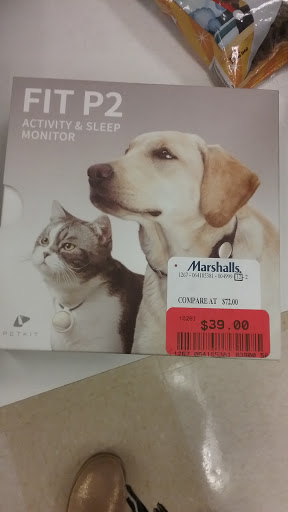 FIT P2
ACTIVITY & SLEEP
MONITOR
PETKIT
Marshalls.
COMPARE AT $72.00
$39.00